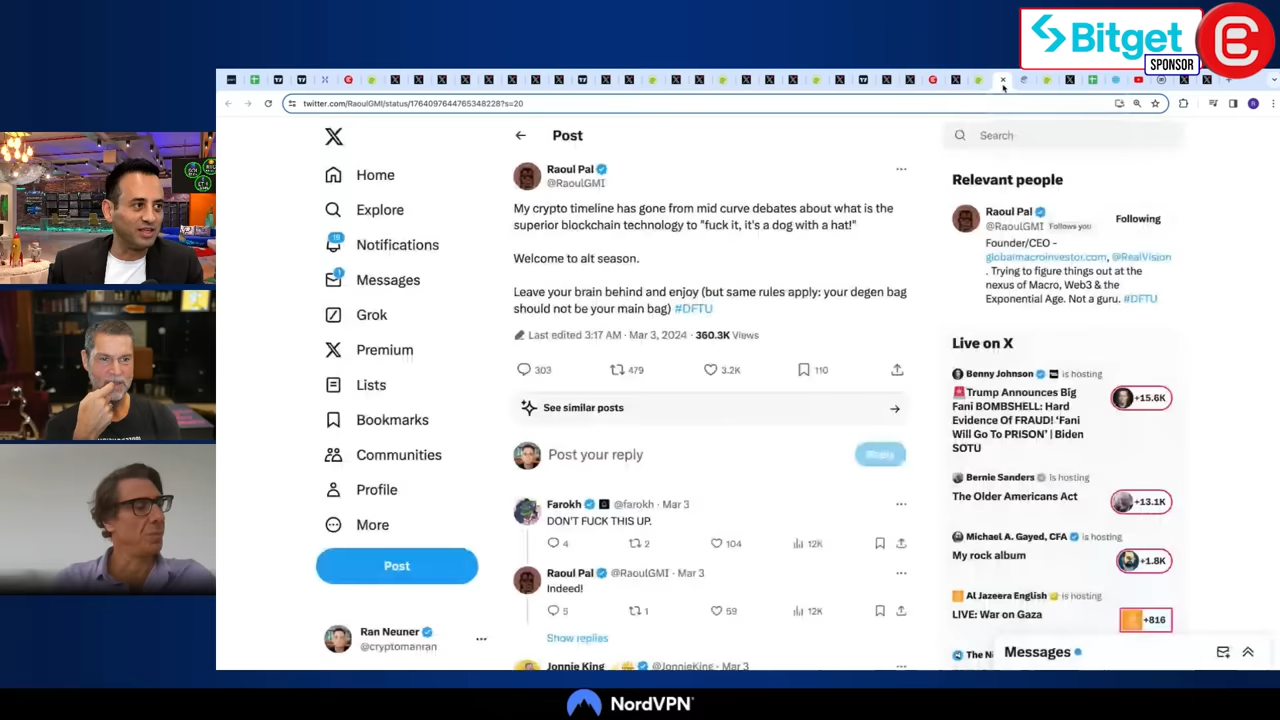 Bitget
SPONSOR
twitter.com/RaoulGMI/status/1764097644765348228?s=20
Home
Explore
Notifications
Messages
Grok
Premium
Lists
Bookmarks
Communities
Profile
More
Post
Ran Neuner
@cryptomanran
Post
Raoul Pal
@RaoulGMI
My crypto timeline has gone from mid curve debates about what is the
superior blockchain technology to "fuck it, it's a dog with a hat!"
Welcome to alt season.
Leave your brain behind and enjoy (but same rules apply: your degen bag
should not be your main bag) #DFTU
Last edited 3:17 AM · Mar 3, 2024 · 360.3K Views
303 479 3.2K 110
See similar posts
Post your reply
Reply
Farokh @farokh · Mar 3
DON'T FUCK THIS UP.
4 2 104 12K
Raoul Pal @RaoulGMI · Mar 3
Indeed!
5 1 59 12K
Show replies
Jonnie King @JonnieKing · Mar 3
Search
Relevant people
Raoul Pal
@RaoulGMI Follows you
Following
Founder/CEO -
globalmacroinvestor.com, @RealVision
. Trying to figure things out at the
nexus of Macro, Web3 & the
Exponential Age. Not a guru. #DFTU
Live on X
Benny Johnson is hosting
Trump Announces Big
Fani BOMBSHELL: Hard
Evidence Of FRAUD! 'Fani
Will Go To PRISON' | Biden
SOTU
+15.6K
Bernie Sanders is hosting
The Older Americans Act
+13.1K
Michael A. Gayed, CFA is hosting
My rock album
+1.8K
Al Jazeera English is hosting
LIVE: War on Gaza
+816
The Ni
Messages
NordVPN